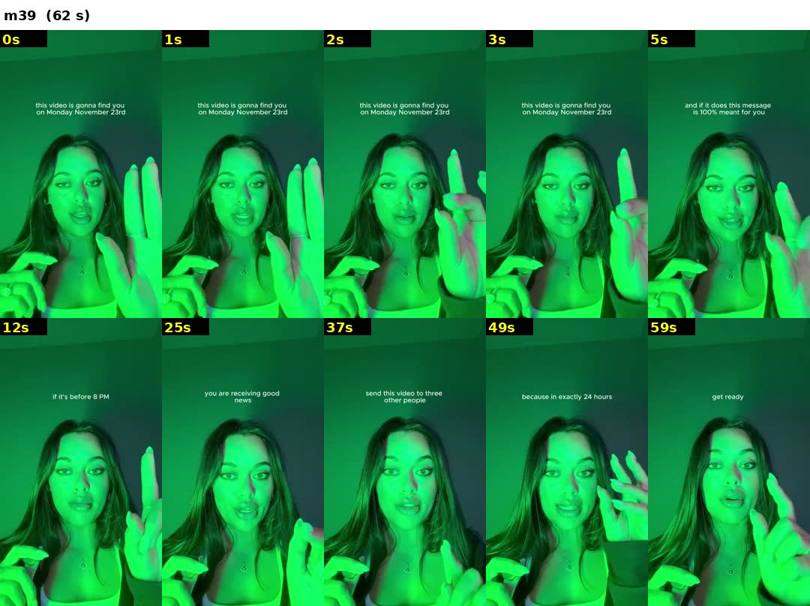 m39 (62 s)
0s
1s
2s
3s
5s
this video is gonna find you
on Monday November 23rd
this video is gonna find you
on Monday November 23rd
this video is gonna find you
on Monday November 23rd
this video is gonna find you
on Monday November 23rd
and if it does this message
is 100% meant for you
12s
25s
37s
49s
59s
if it's before 8 PM
you are receiving good
news
send this video to three
other people
because in exactly 24 hours
get ready